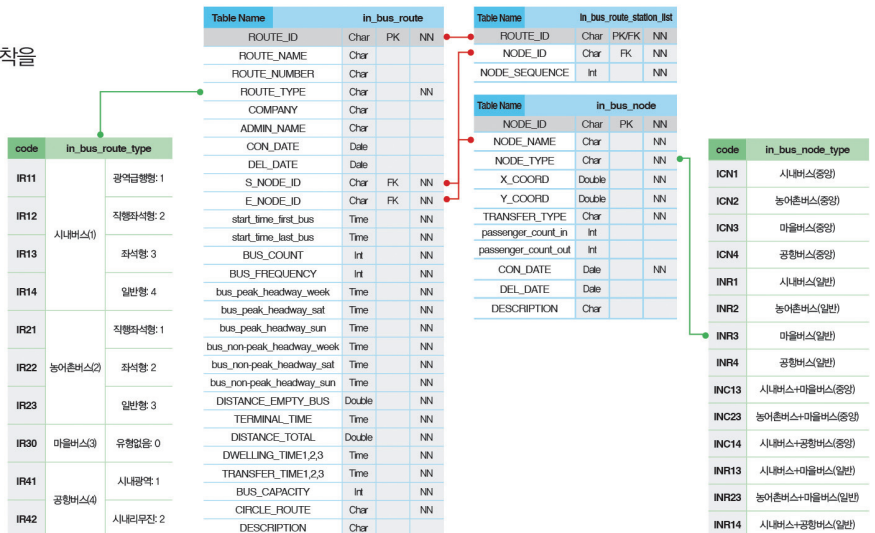 착을
code in_bus_route_type
IR11 시내버스(1) 광역급행형: 1
IR12 직행좌석형: 2
IR13 좌석형: 3
IR14 일반형: 4
IR21 농어촌버스(2) 직행좌석형: 1
IR22 좌석형: 2
IR23 일반형: 3
IR30 마을버스(3) 유형없음: 0
IR41 공항버스(4) 시내광역: 1
IR42 시내리무진: 2
Table Name in_bus_route
ROUTE_ID Char PK NN
ROUTE_NAME Char
ROUTE_NUMBER Char
ROUTE_TYPE Char NN
COMPANY Char
ADMIN_NAME Char
CON_DATE Date
DEL_DATE Date
S_NODE_ID Char FK NN
E_NODE_ID Char FK NN
start_time_first_bus Time NN
start_time_last_bus Time NN
BUS_COUNT Int NN
BUS_FREQUENCY Int NN
bus_peak_headway_week Time NN
bus_peak_headway_sat Time NN
bus_peak_headway_sun Time NN
bus_non-peak_headway_week Time NN
bus_non-peak_headway_sat Time NN
bus_non-peak_headway_sun Time NN
DISTANCE_EMPTY_BUS Double NN
TERMINAL_TIME Time NN
DISTANCE_TOTAL Double NN
DWELLING_TIME1,2,3 Time NN
TRANSFER_TIME1,2,3 Time NN
BUS_CAPACITY Int NN
CIRCLE_ROUTE Char NN
DESCRIPTION Char
Table Name in_bus_route_station_list
ROUTE_ID Char PK/FK NN
NODE_ID Char FK NN
NODE_SEQUENCE Int NN
Table Name in_bus_node
NODE_ID Char PK NN
NODE_NAME Char NN
NODE_TYPE Char NN
X_COORD Double NN
Y_COORD Double NN
TRANSFER_TYPE Char NN
passenger_count_in Int
passenger_count_out Int
CON_DATE Date NN
DEL_DATE Date
DESCRIPTION Char
code in_bus_node_type
ICN1 시내버스(중앙)
ICN2 농어촌버스(중앙)
ICN3 마을버스(중앙)
ICN4 공항버스(중앙)
INR1 시내버스(일반)
INR2 농어촌버스(일반)
INR3 마을버스(일반)
INR4 공항버스(일반)
INC13 시내버스+마을버스(중앙)
INC23 농어촌버스+마을버스(중앙)
INC14 시내버스+공항버스(중앙)
INR13 시내버스+마을버스(일반)
INR23 농어촌버스+마을버스(일반)
INR14 시내버스+공항버스(일반)